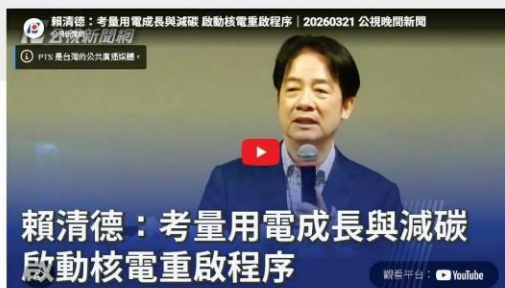 賴清德：考量用電成長與減碳 啟動核電重啟程序｜20260321 公視晚間新聞
公視新聞網
PTS 是台灣的公共廣播媒體。
賴清德：考量用電成長與減碳
啟動核電重啟程序
觀看平台： YouTube